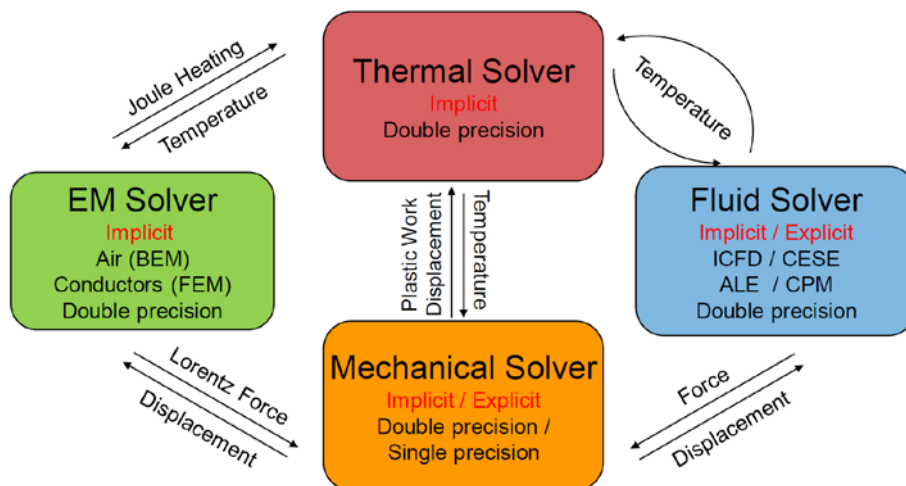 Thermal Solver
Implicit
Double precision
Joule Heating
Temperature
Temperature
EM Solver
Implicit
Air (BEM)
Conductors (FEM)
Double precision
Plastic Work
Displacement
Temperature
Fluid Solver
Implicit / Explicit
ICFD / CESE
ALE / CPM
Double precision
Lorentz Force
Displacement
Mechanical Solver
Implicit / Explicit
Double precision /
Single precision
Force
Displacement